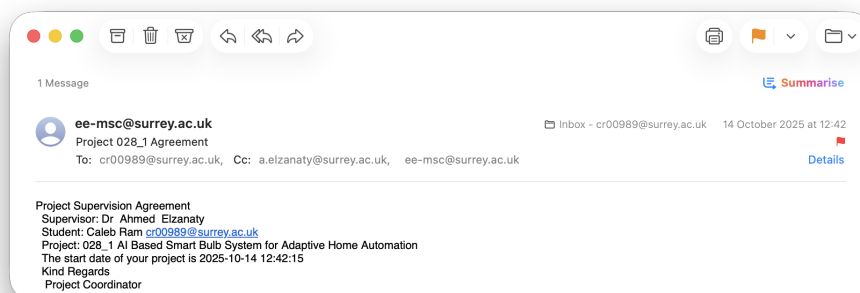 1 Message
Summarise
ee-msc@surrey.ac.uk
Inbox - cr00989@surrey.ac.uk 14 October 2025 at 12:42
Project 028_1 Agreement
To: cr00989@surrey.ac.uk, Cc: a.elzanaty@surrey.ac.uk, ee-msc@surrey.ac.uk
Details
Project Supervision Agreement
Supervisor: Dr Ahmed Elzanaty
Student: Caleb Ram cr00989@surrey.ac.uk
Project: 028_1 AI Based Smart Bulb System for Adaptive Home Automation
The start date of your project is 2025-10-14 12:42:15
Kind Regards
Project Coordinator